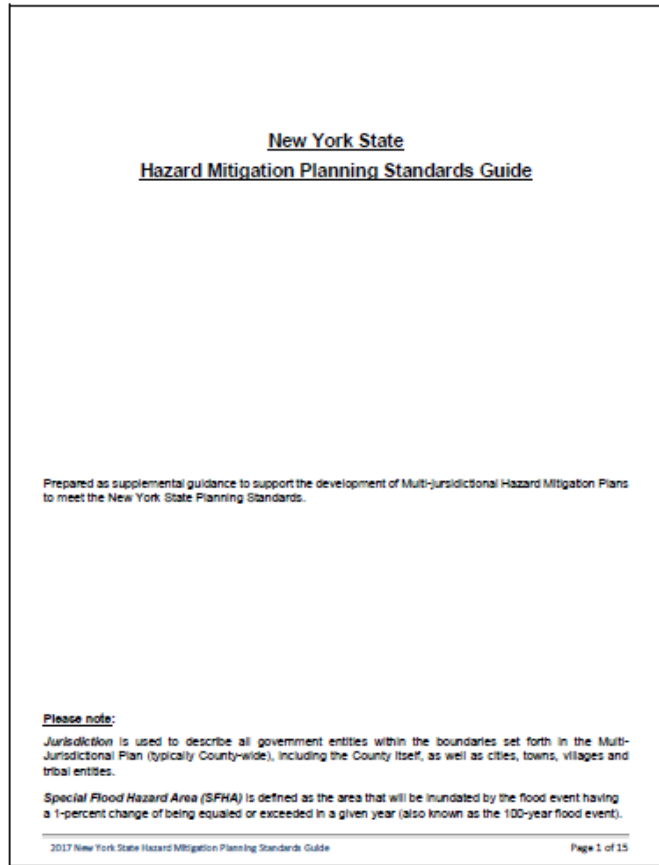 New York State
Hazard Mitigation Planning Standards Guide
Prepared as supplemental guidance to support the development of Multi-jursidictional Hazard Mitigation Plans
to meet the New York State Planning Standards.
Please note:
Jurisdiction is used to describe all government entities within the boundaries set forth in the Multi-
Jurisdictional Plan (typically County-wide), including the County itself, as well as cities, towns, villages and
tribal entities.
Special Flood Hazard Area (SFHA) is defined as the area that will be inundated by the flood event having
a 1-percent change of being equaled or exceeded in a given year (also known as the 100-year flood event).
2017 New York State Hazard Mitigation Planning Standards Guide Page 1 of 15